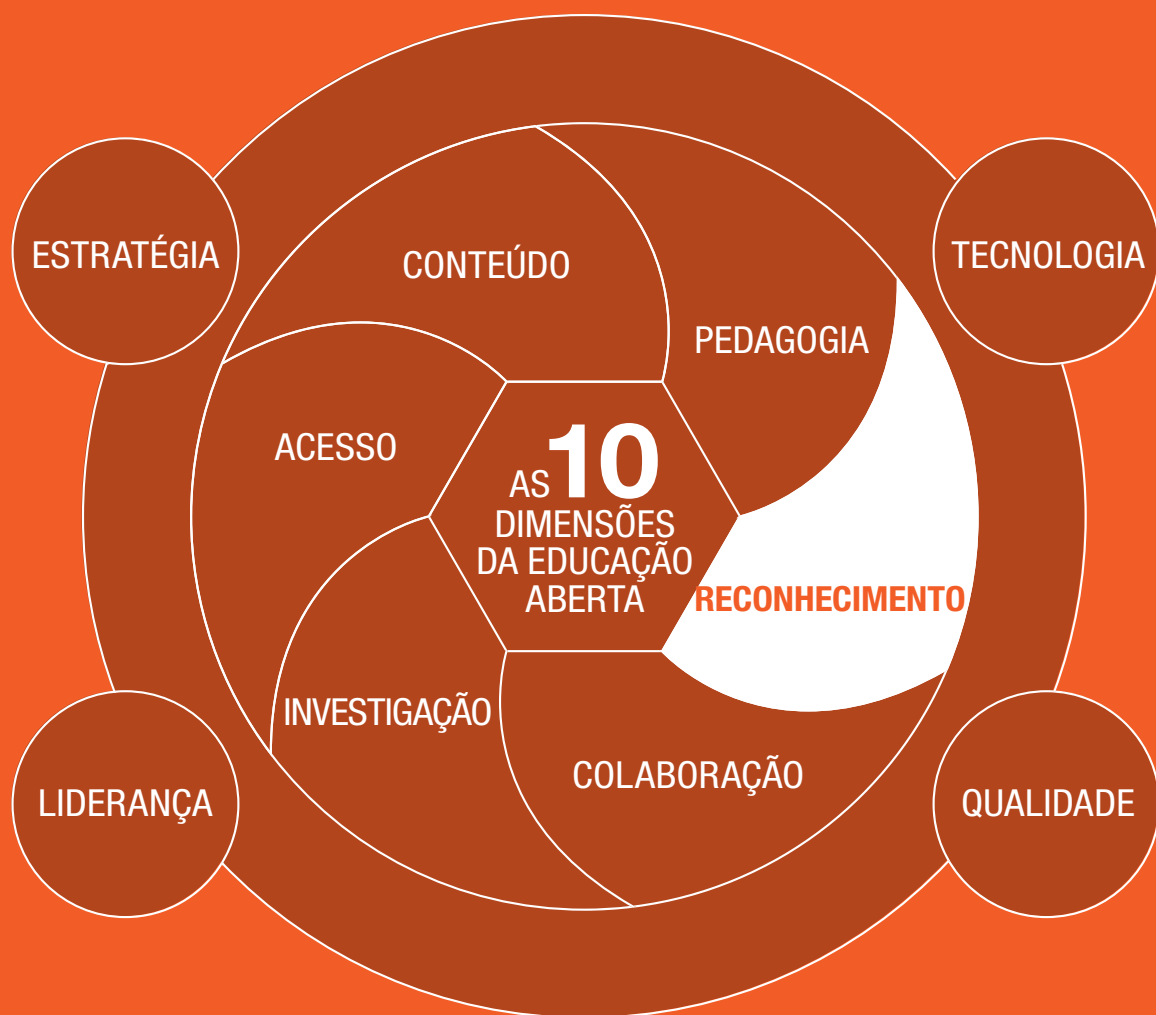 ESTRATÉGIA
TECNOLOGIA
CONTEÚDO
PEDAGOGIA
ACESSO
AS 10
DIMENSÕES
DA EDUCAÇÃO
ABERTA
RECONHECIMENTO
INVESTIGAÇÃO
COLABORAÇÃO
LIDERANÇA
QUALIDADE